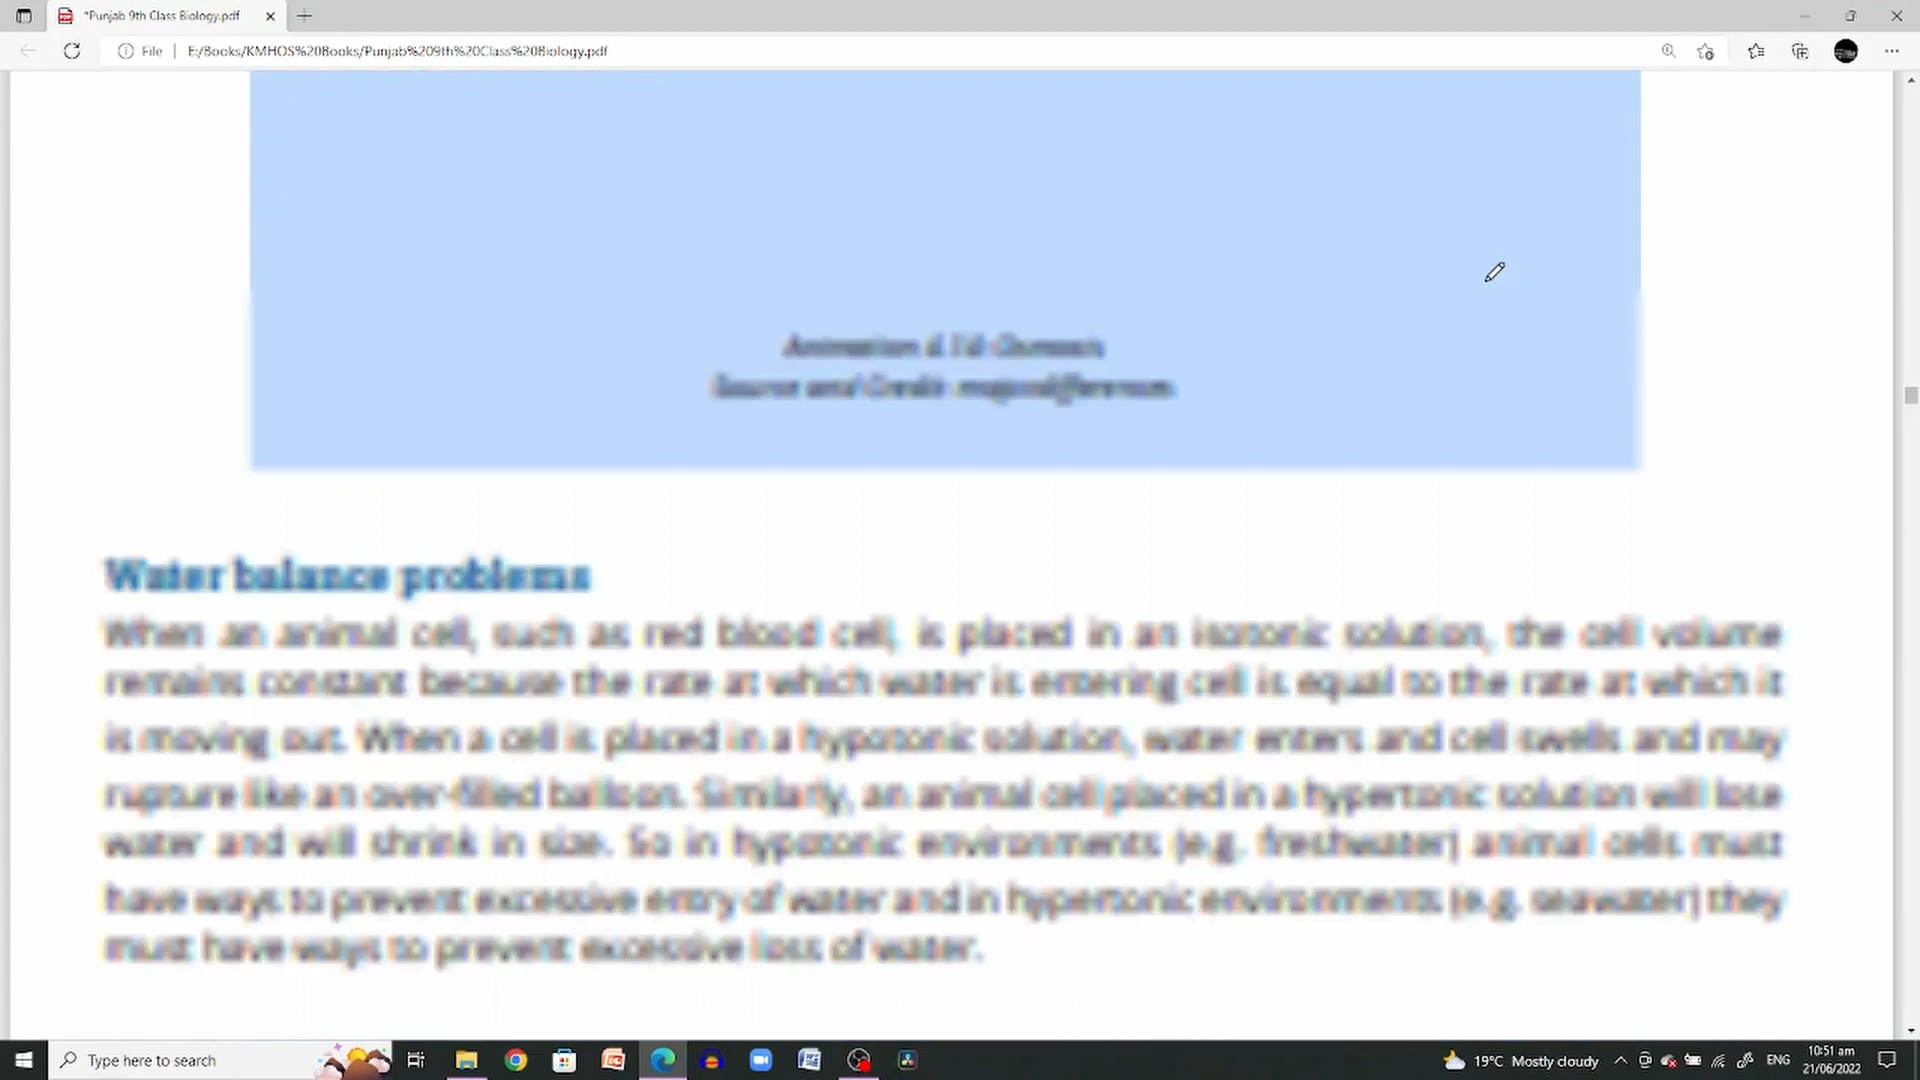 *Punjab 9th Class Biology.pdf
File
E:/Books/KMHOS%20Books/Punjab%209th%20Class%20Biology.pdf
Osmosis
Source and Credit: majordifferences
Water balance problems
When an animal cell, such as red blood cell, is placed in an isotonic solution, the cell volume
remains constant because the rate at which water is entering cell is equal to the rate at which it
is moving out. When a cell is placed in a hypotonic solution, water enters and cell swells and may
rupture like an over-filled balloon. Similarly, an animal cell placed in a hypertonic solution will lose
water and will shrink in size. So in hypotonic environments (e.g. freshwater) animal cells must
have ways to prevent excessive entry of water and in hypertonic environments (e.g. seawater) they
must have ways to prevent excessive loss of water.
Type here to search
19°C Mostly cloudy
ENG
10:51 am
21/06/2022